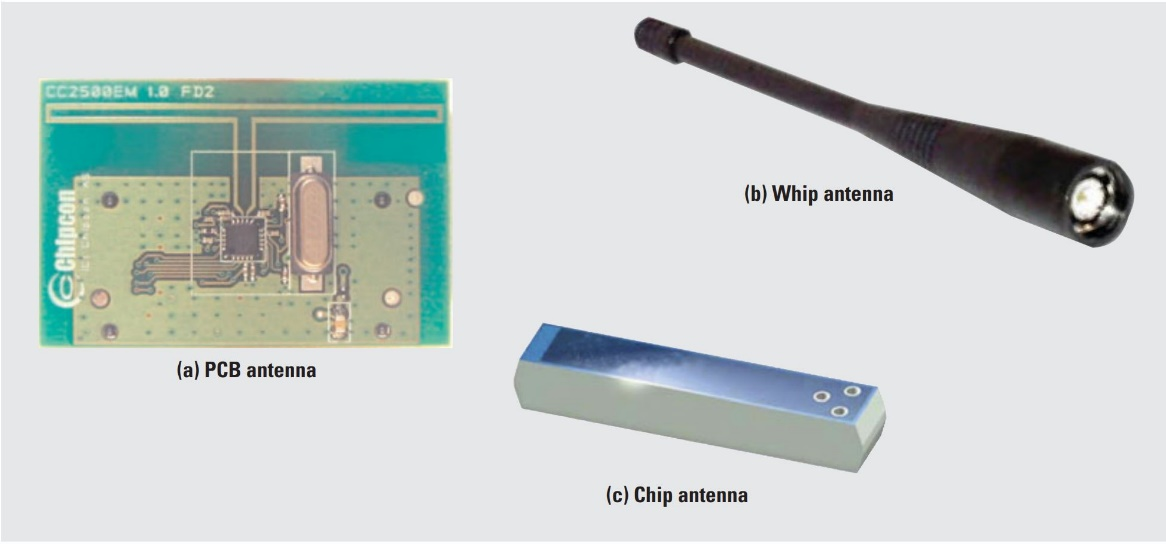 CC2500EM 1.0 FD2
Chipcon
(a) PCB antenna
(b) Whip antenna
(c) Chip antenna